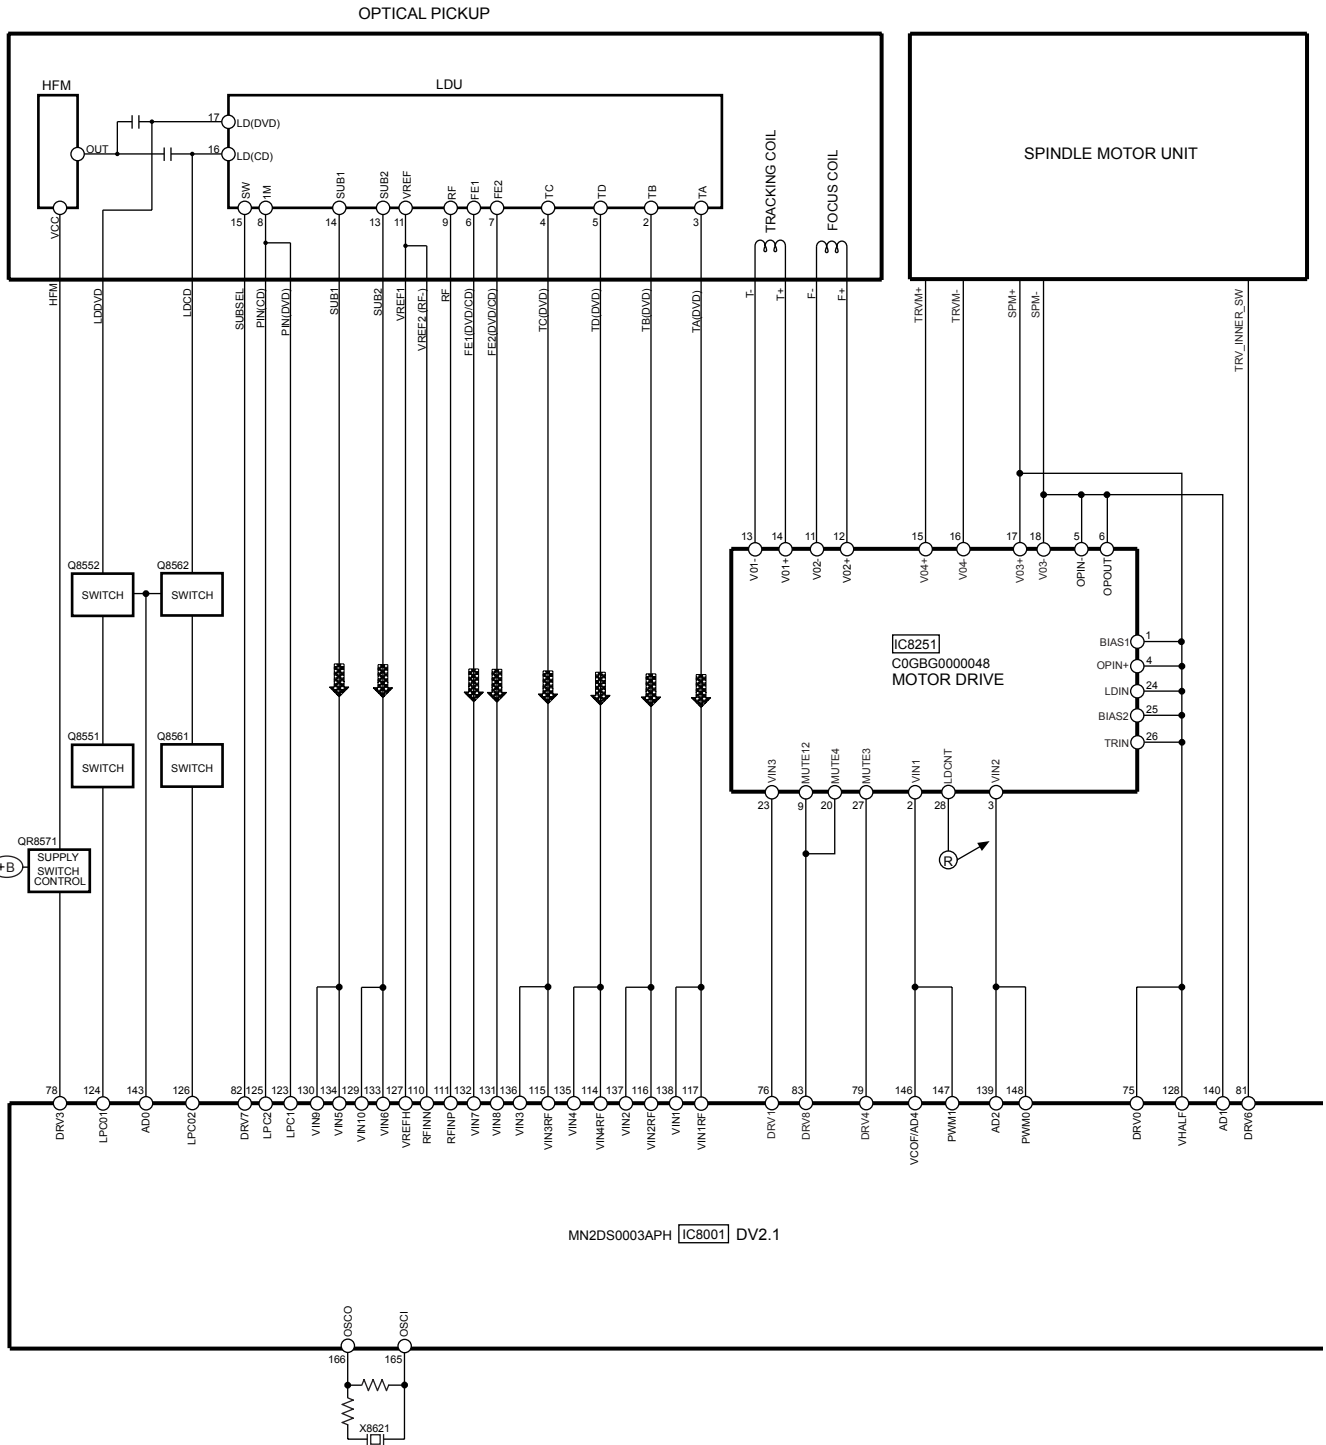 OPTICAL PICKUP
HFM
LDU
OUT
VCC
17
LD(DVD)
16
LD(CD)
SW
1M
SUB1
SUB2
VREF
RF
FE1
FE2
TC
TD
TB
TA
15
8
14
13
11
9
6
7
4
5
2
3
TRACKING COIL
FOCUS COIL
SPINDLE MOTOR UNIT
HFM
LDDVD
LDCD
SUBSEL
PIN(CD)
PIN(DVD)
SUB1
SUB2
VREF1
VREF2 (RF-)
RF
FE1(DVD/CD)
FE2(DVD/CD)
TC(DVD)
TD(DVD)
TB(DVD)
TA(DVD)
T-
T+
F-
F+
TRVM+
TRVM-
SPM+
SPM-
TRV_INNER_SW
13
14
11
12
15
16
17
18
5
6
V01-
V01+
V02-
V02+
V04+
V04-
V03+
V03-
OPIN-
OPOUT
Q8552
SWITCH
Q8562
SWITCH
IC8251
C0GBG0000048
MOTOR DRIVE
BIAS1
1
OPIN+
4
LDIN
24
BIAS2
25
TRIN
26
Q8551
SWITCH
Q8561
SWITCH
VIN3
MUTE12
MUTE4
MUTE3
VIN1
LDCNT
VIN2
23
9
20
27
2
28
3
QR8571
+B
SUPPLY
SWITCH
CONTROL
R
78
124
143
126
82
125
123
130
134
129
133
127
110
111
132
131
136
115
135
114
137
116
138
117
76
83
79
146
147
139
148
75
128
140
81
DRV3
LPC01
AD0
LPC02
DRV7
LPC2
LPC1
VIN9
VIN5
VIN10
VIN6
VREFH
RFINN
RFINP
VIN7
VIN8
VIN3
VIN3RF
VIN4
VIN4RF
VIN2
VIN2RF
VIN1
VIN1RF
DRV1
DRV8
DRV4
VCOF/AD4
PWM1
AD2
PWM0
DRV0
VHALF
AD1
DRV6
MN2DS0003APH IC8001 DV2.1
OSCO
OSCI
166
165
X8621